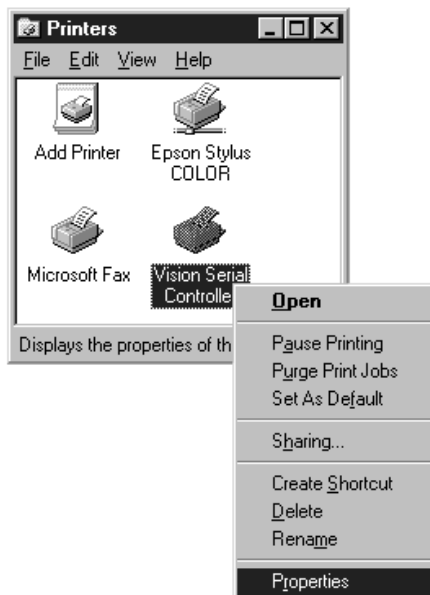 Printers
File Edit View Help
Add Printer
Epson Stylus
COLOR
Microsoft Fax
Vision Serial
Controlle
Displays the properties of th
Open
Pause Printing
Purge Print Jobs
Set As Default
Sharing...
Create Shortcut
Delete
Rename
Properties